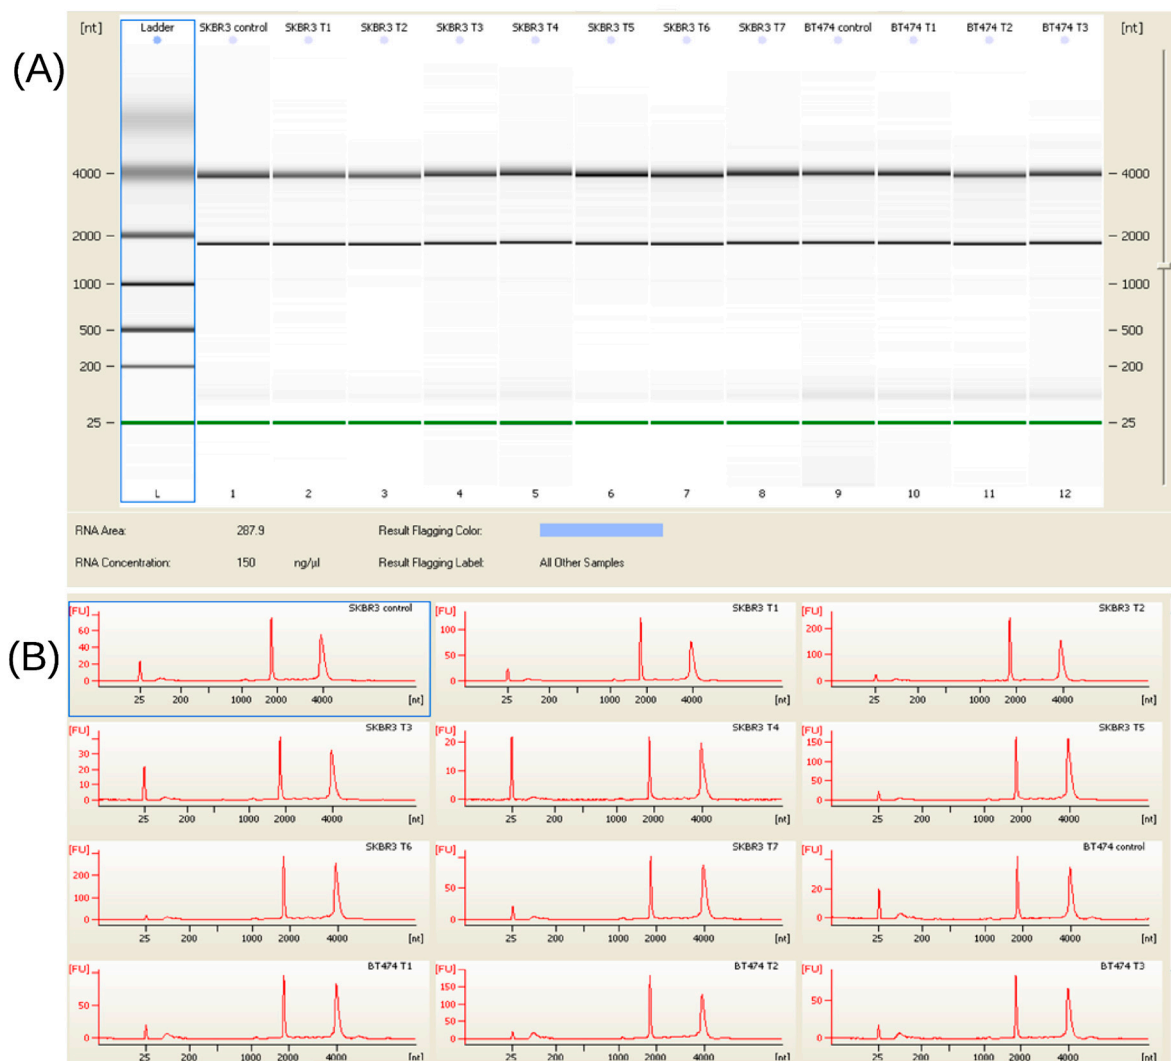 (A)
[nt] Ladder SKBR3 control SKBR3 T1 SKBR3 T2 SKBR3 T3 SKBR3 T4 SKBR3 T5 SKBR3 T6 SKBR3 T7 BT474 control BT474 T1 BT474 T2 BT474 T3 [nt]
4000 4000
2000 2000
1000 1000
500 500
200 200
25 25
L 1 2 3 4 5 6 7 8 9 10 11 12
RNA Area: 287.9 Result Flagging Color:
RNA Concentration: 150 ng/µl Result Flagging Label: All Other Samples
(B)
[FU] SKBR3 control
60
40
20
0
25 200 1000 2000 4000 [nt]
[FU] SKBR3 T1
100
50
0
25 200 1000 2000 4000 [nt]
[FU] SKBR3 T2
200
100
0
25 200 1000 2000 4000 [nt]
[FU] SKBR3 T3
40
30
20
10
0
25 200 1000 2000 4000 [nt]
[FU] SKBR3 T4
20
10
0
25 200 1000 2000 4000 [nt]
[FU] SKBR3 T5
150
100
50
0
25 200 1000 2000 4000 [nt]
[FU] SKBR3 T6
200
100
0
25 200 1000 2000 4000 [nt]
[FU] SKBR3 T7
50
0
25 200 1000 2000 4000 [nt]
[FU] BT474 control
20
0
25 200 1000 2000 4000 [nt]
[FU] BT474 T1
50
0
25 200 1000 2000 4000 [nt]
[FU] BT474 T2
150
100
50
0
25 200 1000 2000 4000 [nt]
[FU] BT474 T3
50
0
25 200 1000 2000 4000 [nt]